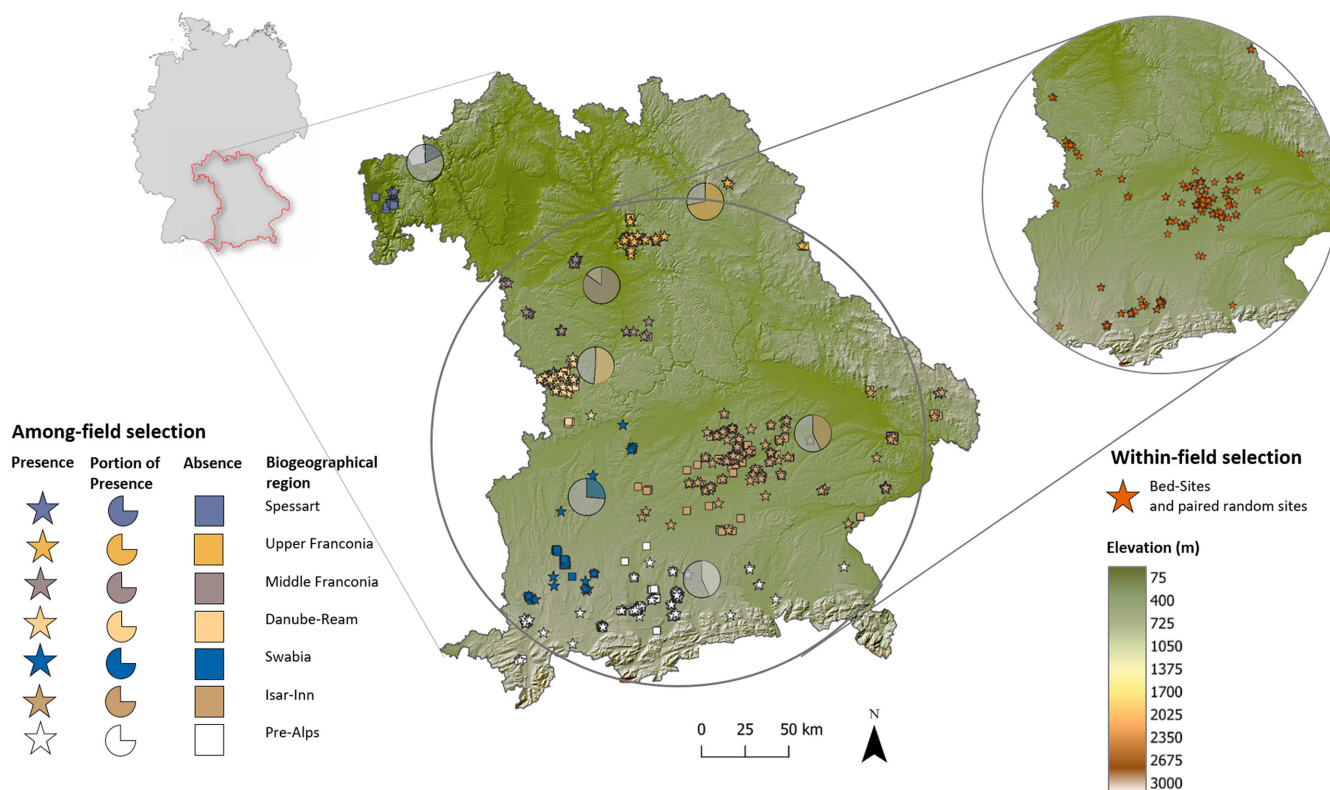 Among-field selection
Presence
Portion of
Presence
Absence
Biogeographical
region
Spessart
Upper Franconia
Middle Franconia
Danube-Ream
Swabia
Isar-Inn
Pre-Alps
0 25 50 km
N
Within-field selection
Bed-Sites
and paired random sites
Elevation (m)
75
400
725
1050
1375
1700
2025
2350
2675
3000